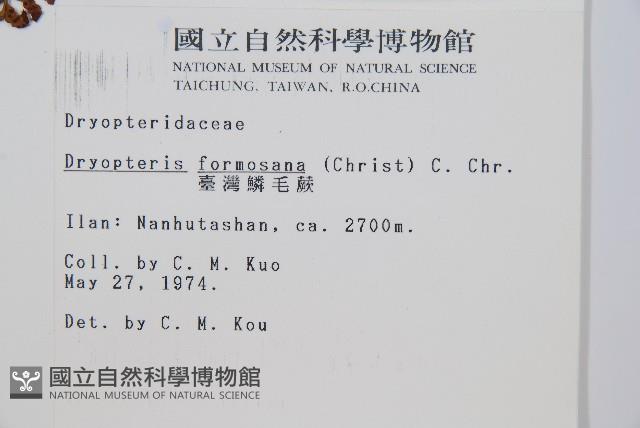 國立自然科學博物館
NATIONAL MUSEUM OF NATURAL SCIENCE
TAICHUNG, TAIWAN, R.O.CHINA
Dryopteridaceae
Dryopteris formosana (Christ) C. Chr.
臺灣鱗毛蕨
Ilan: Nanhutashan, ca. 2700m.
Coll. by C. M. Kuo
May 27, 1974.
Det. by C. M. Kou
國立自然科學博物館
NATIONAL MUSEUM OF NATURAL SCIENCE